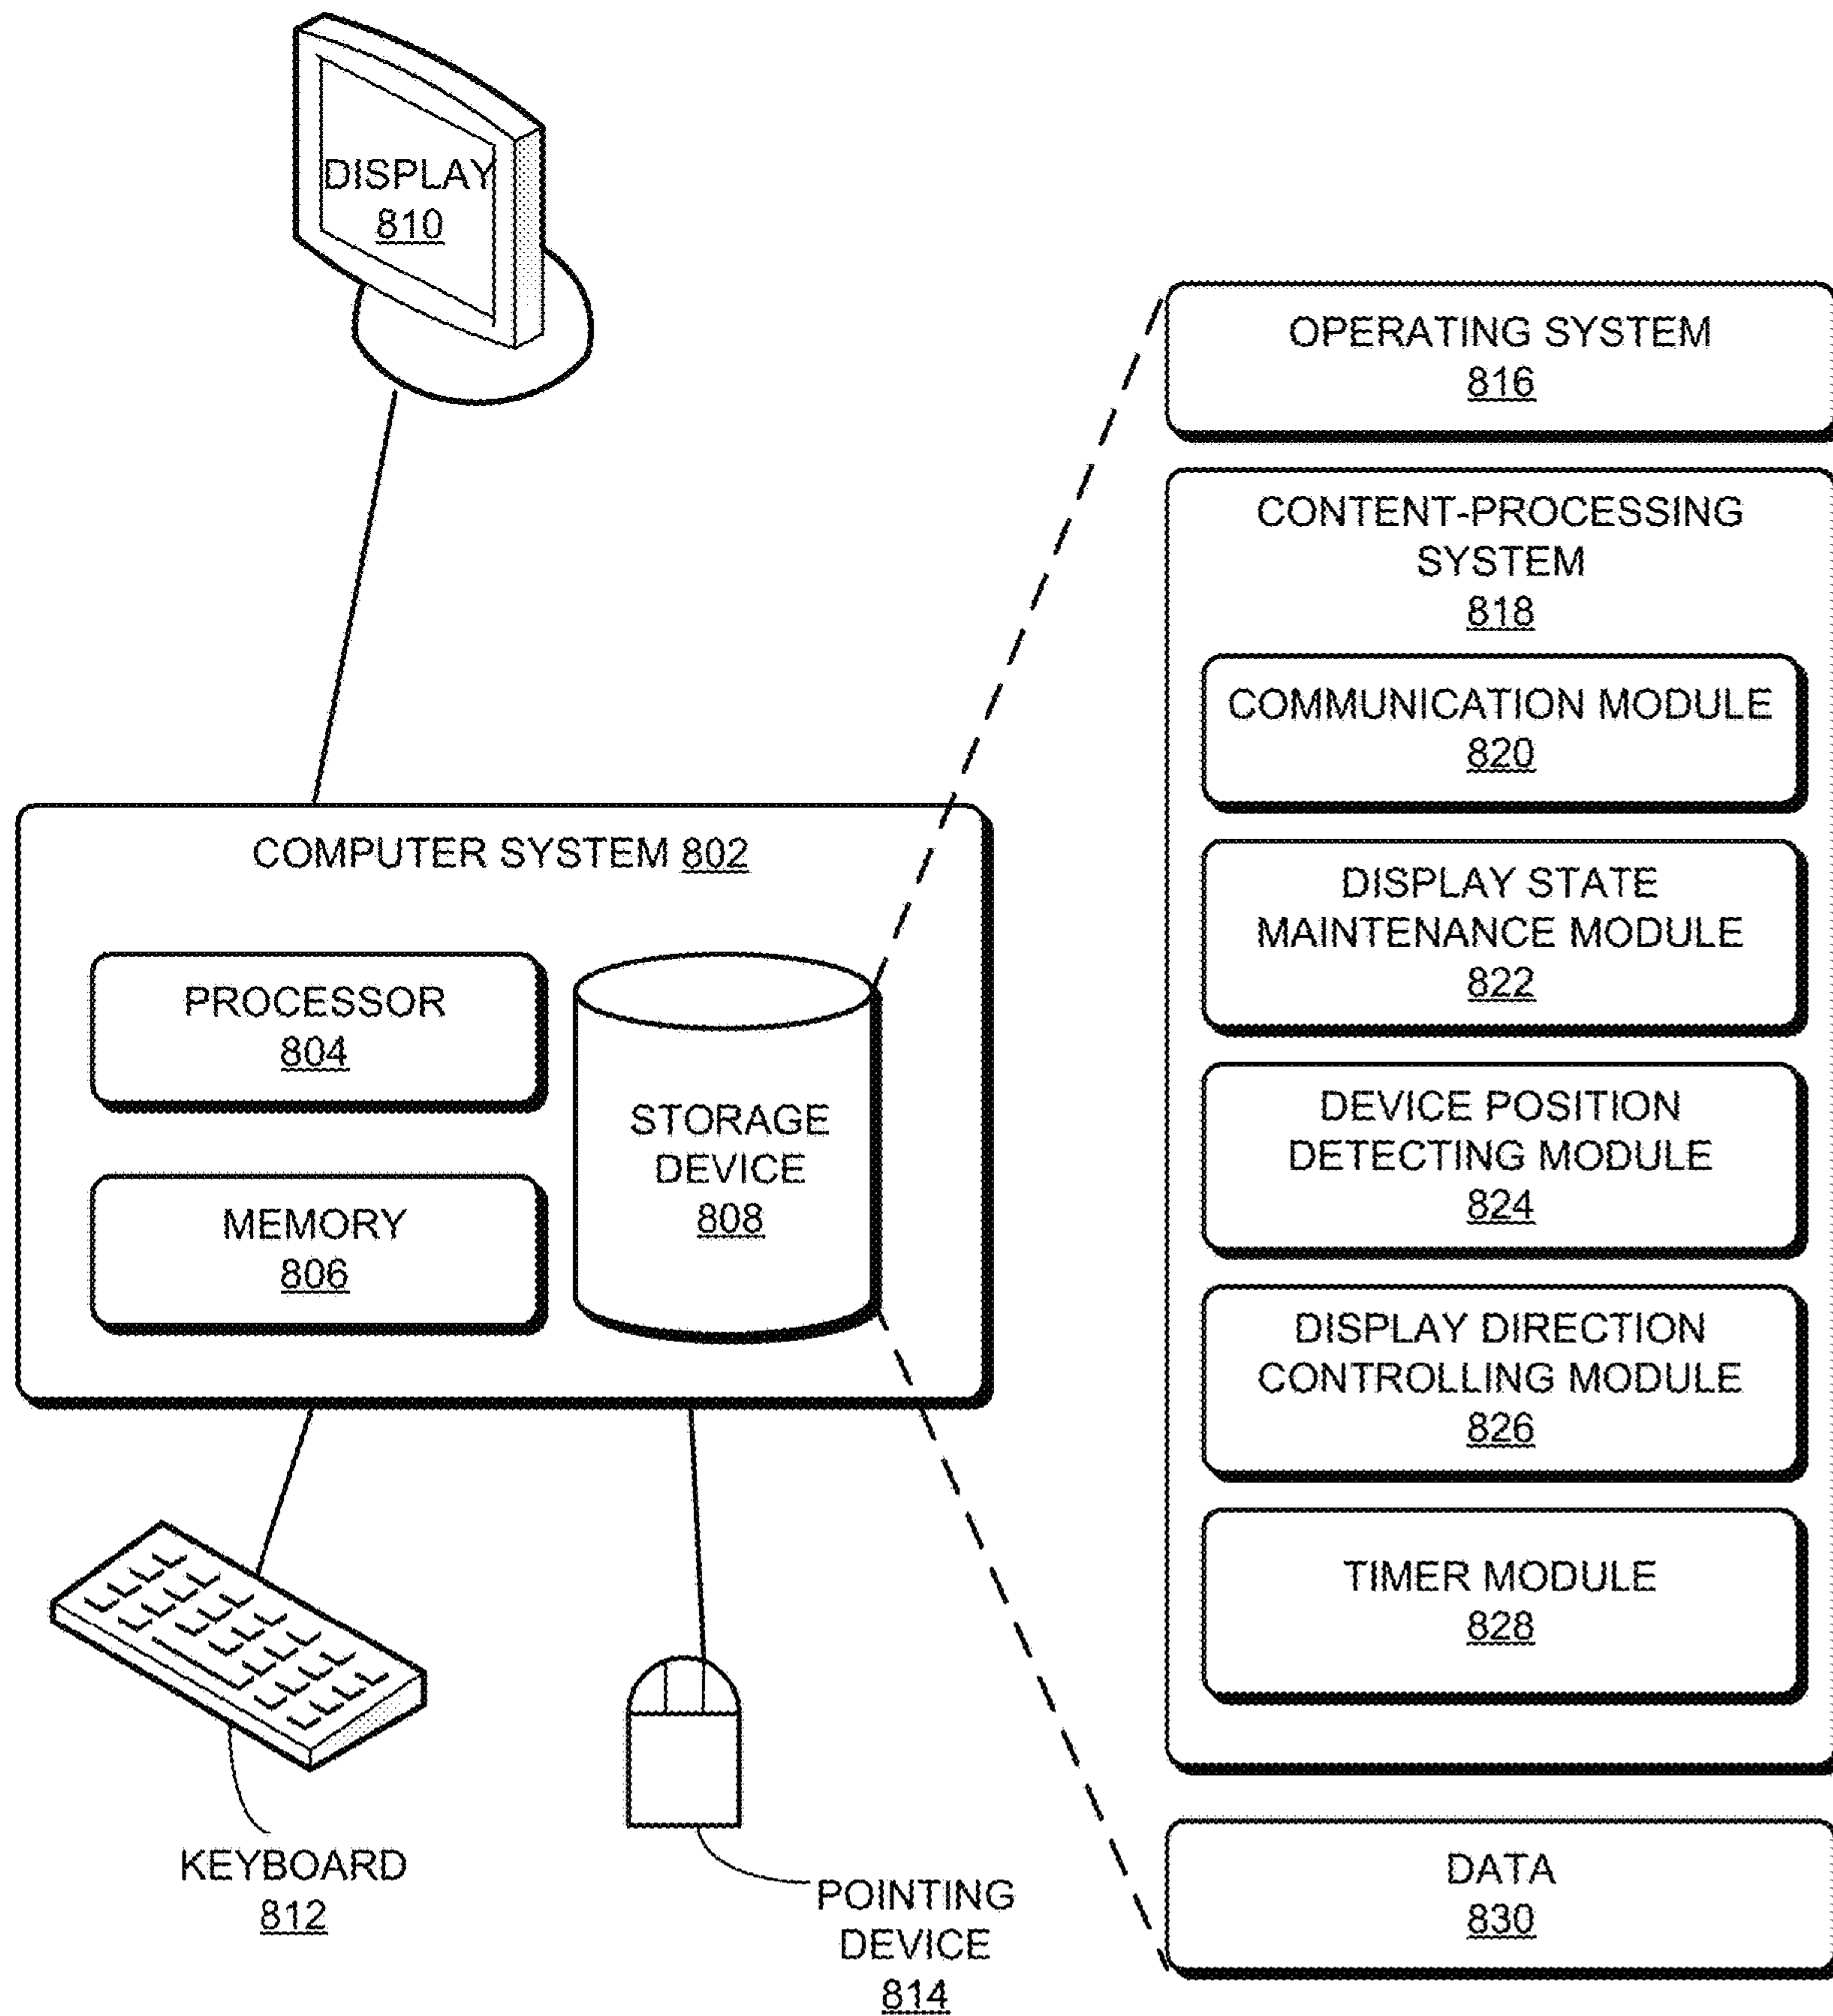 DISPLAY
810
OPERATING SYSTEM
816
CONTENT-PROCESSING
SYSTEM
818
COMMUNICATION MODULE
820
DISPLAY STATE
MAINTENANCE MODULE
822
DEVICE POSITION
DETECTING MODULE
824
DISPLAY DIRECTION
CONTROLLING MODULE
826
TIMER MODULE
828
DATA
830
COMPUTER SYSTEM 802
PROCESSOR
804
MEMORY
806
STORAGE
DEVICE
808
KEYBOARD
812
POINTING
DEVICE
814